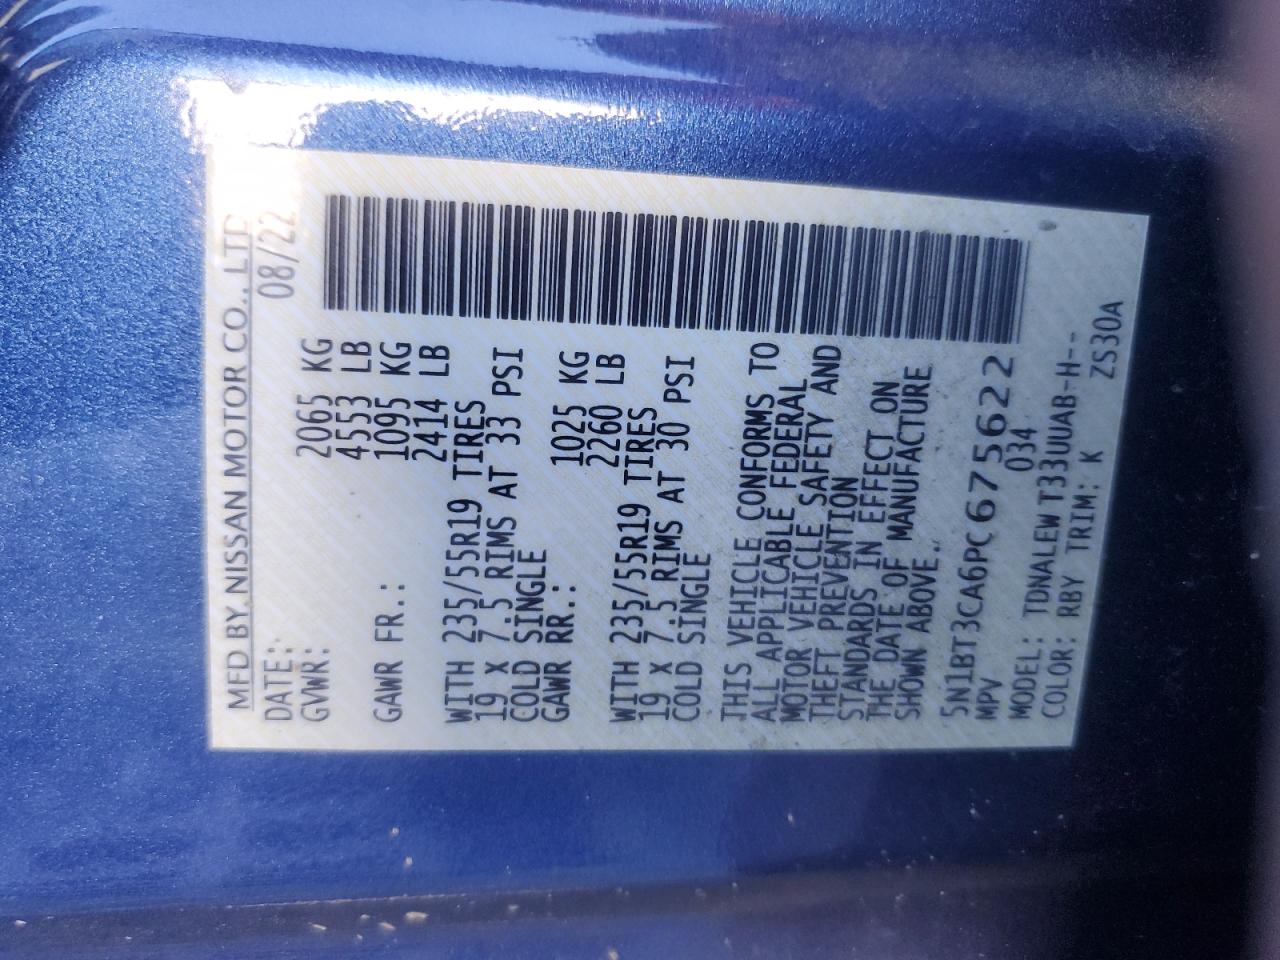 MFD BY NISSAN MOTOR CO., LTD
DATE: 08/22
GVWR: 2065 KG
4553 LB
GAWR FR.: 1095 KG
2414 LB
WITH 235/55R19 TIRES
19 X 7.5 RIMS AT 33 PSI
COLD SINGLE
GAWR RR.: 1025 KG
2260 LB
WITH 235/55R19 TIRES
19 X 7.5 RIMS AT 30 PSI
COLD SINGLE
THIS VEHICLE CONFORMS TO
ALL APPLICABLE FEDERAL
MOTOR VEHICLE SAFETY AND
THEFT PREVENTION
STANDARDS IN EFFECT ON
THE DATE OF MANUFACTURE
SHOWN ABOVE.
5N1BT3CA6PC675622
MPV 034
MODEL: TDNALEW T33UUAB-H--
COLOR: RBY TRIM: K ZS30A